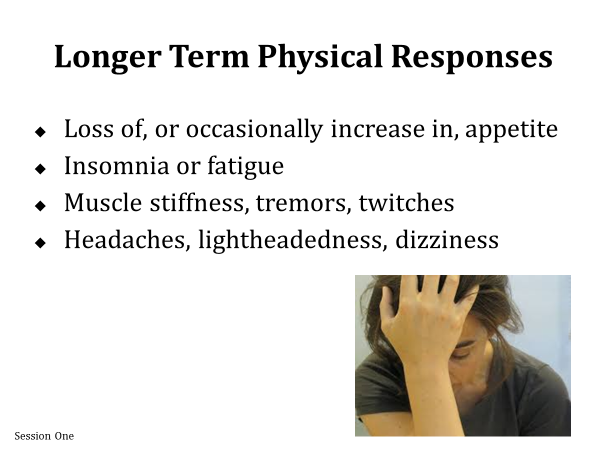 Longer Term Physical Responses
◆ Loss of, or occasionally increase in, appetite
◆ Insomnia or fatigue
◆ Muscle stiffness, tremors, twitches
◆ Headaches, lightheadedness, dizziness
Session One